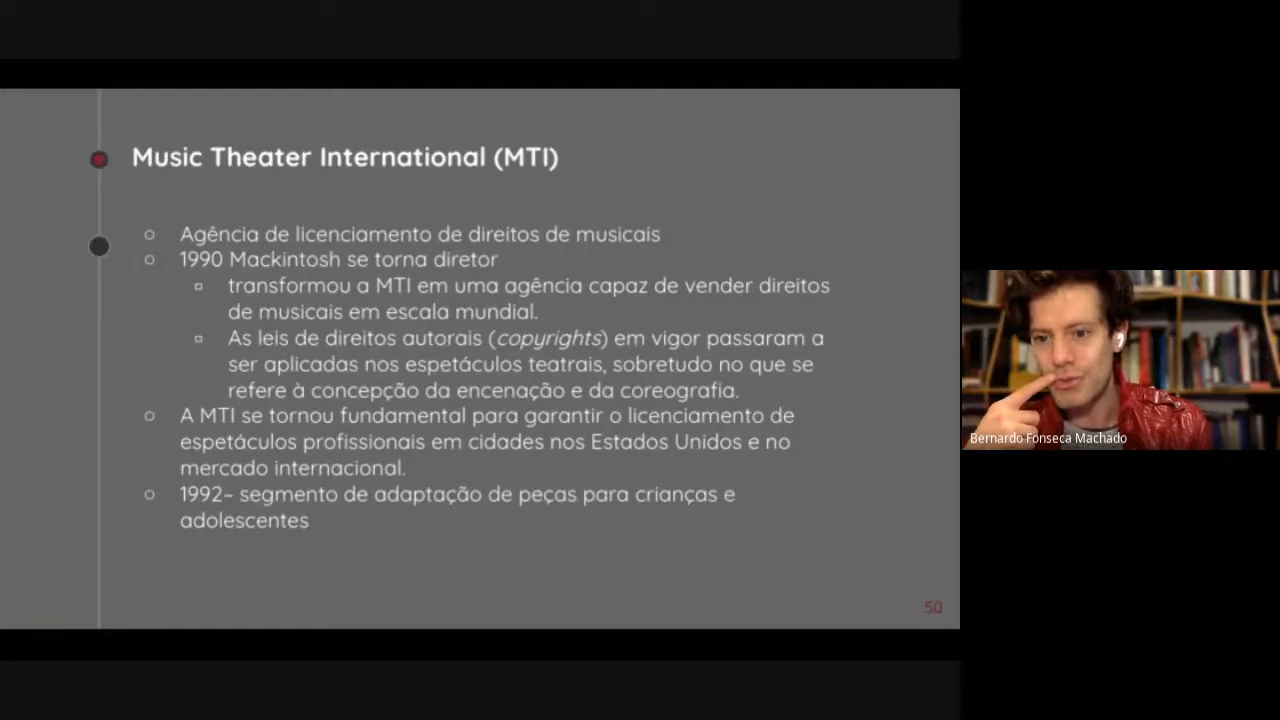 Music Theater International (MTI)
Agência de licenciamento de direitos de musicais
1990 Mackintosh se torna diretor
transformou a MTI em uma agência capaz de vender direitos
de musicais em escala mundial.
As leis de direitos autorais (copyrights) em vigor passaram a
ser aplicadas nos espetáculos teatrais, sobretudo no que se
refere à concepção da encenação e da coreografia.
A MTI se tornou fundamental para garantir o licenciamento de
espetáculos profissionais em cidades nos Estados Unidos e no
mercado internacional.
1992– segmento de adaptação de peças para crianças e
adolescentes
50
Bernardo Fonseca Machado